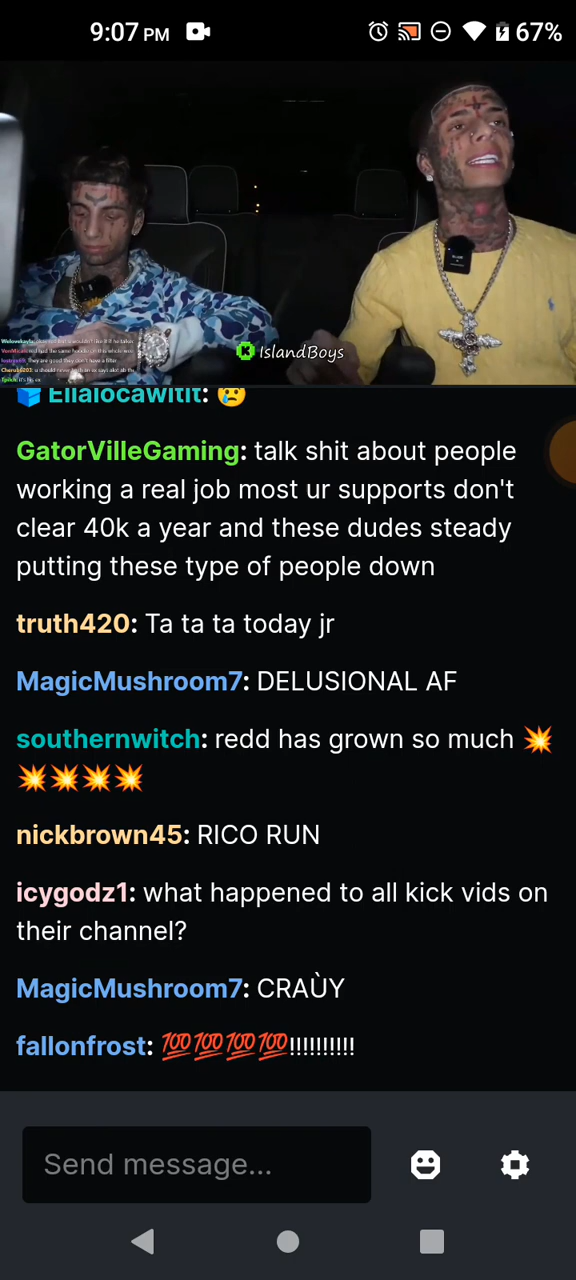 9:07 PM
67%
IslandBoys
Ellalocawitit: 😢
GatorVilleGaming: talk shit about people
working a real job most ur supports don't
clear 40k a year and these dudes steady
putting these type of people down
truth420: Ta ta ta today jr
MagicMushroom7: DELUSIONAL AF
southernwitch: redd has grown so much 💥
💥💥💥💥
nickbrown45: RICO RUN
icygodz1: what happened to all kick vids on
their channel?
MagicMushroom7: CRAÙY
fallonfrost: 💯💯💯💯!!!!!!!!!!
Send message...